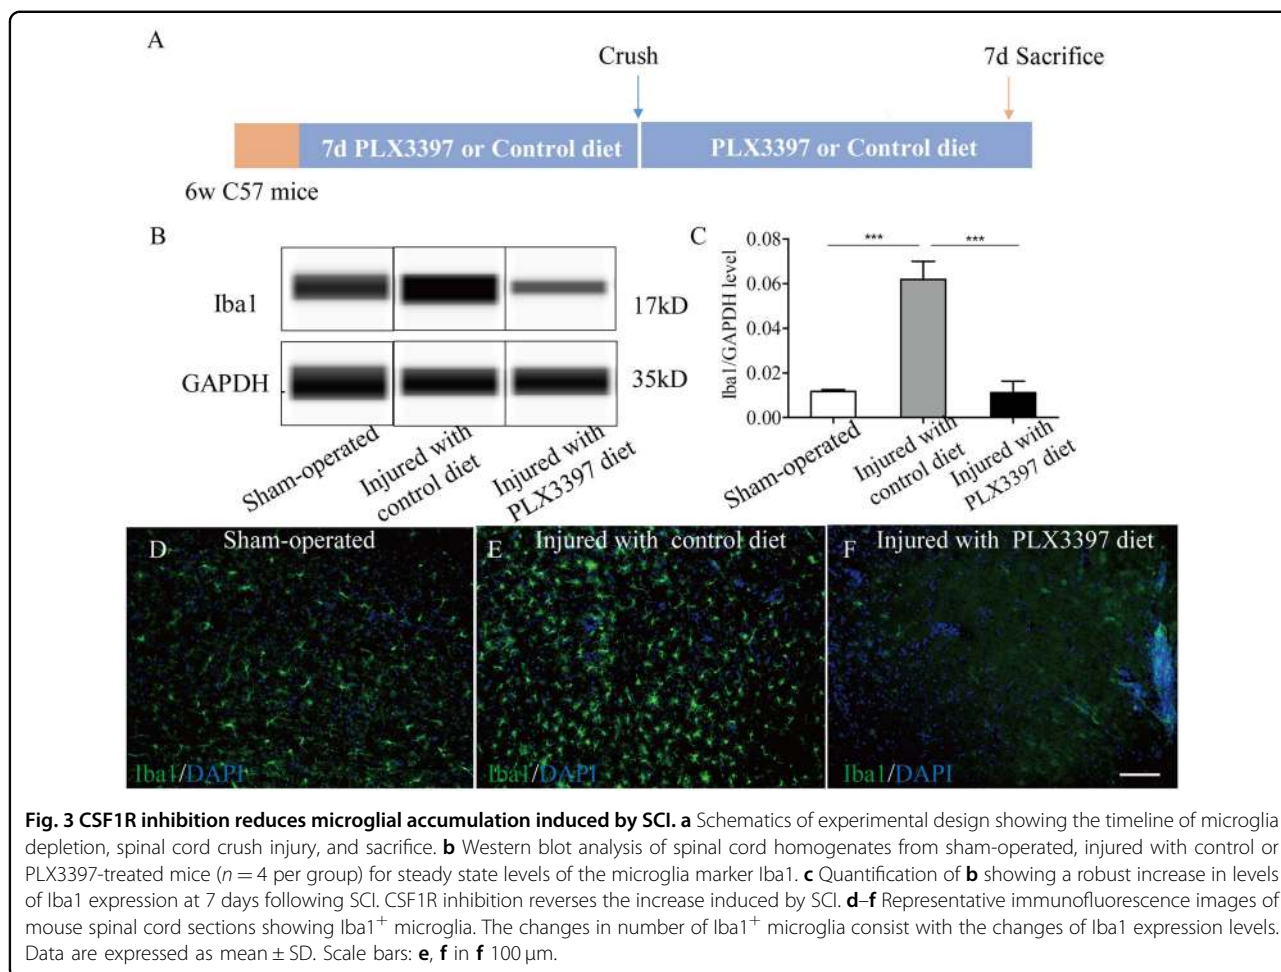 A
Crush
7d Sacrifice
7d PLX3397 or Control diet
PLX3397 or Control diet
6w C57 mice
B
Iba1
17kD
GAPDH
35kD
Sham-operated
Injured with
control diet
Injured with
PLX3397 diet
C
Iba1/GAPDH level
0.08
0.06
0.04
0.02
0.00
***
***
Sham-operated
Injured with
control diet
Injured with
PLX3397 diet
D
Sham-operated
Iba1/DAPI
E
Injured with control diet
Iba1/DAPI
F
Injured with PLX3397 diet
Iba1/DAPI
Fig. 3 CSF1R inhibition reduces microglial accumulation induced by SCI. a Schematics of experimental design showing the timeline of microglia
depletion, spinal cord crush injury, and sacrifice. b Western blot analysis of spinal cord homogenates from sham-operated, injured with control or
PLX3397-treated mice (n = 4 per group) for steady state levels of the microglia marker Iba1. c Quantification of b showing a robust increase in levels
of Iba1 expression at 7 days following SCI. CSF1R inhibition reverses the increase induced by SCI. d–f Representative immunofluorescence images of
mouse spinal cord sections showing Iba1+ microglia. The changes in number of Iba1+ microglia consist with the changes of Iba1 expression levels.
Data are expressed as mean ± SD. Scale bars: e, f in f 100 μm.